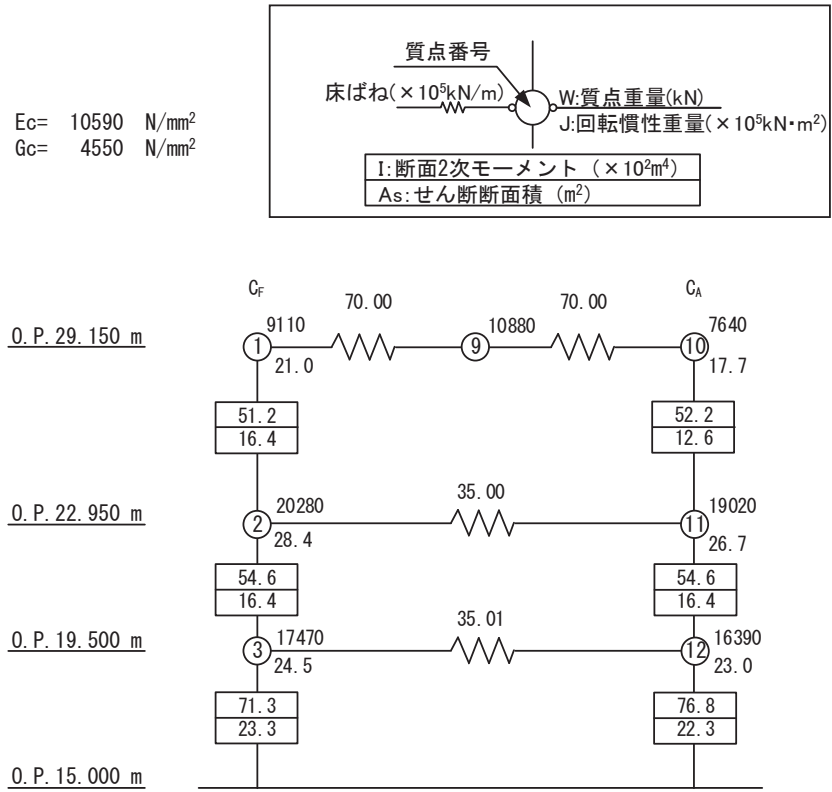 Ec= 10590 N/mm²
Gc= 4550 N/mm²
質点番号
床ばね(×10⁵kN/m)
W:質点重量(kN)
J:回転慣性重量(×10⁵kN・m²)
I:断面2次モーメント (×10²m⁴)
As:せん断断面積 (m²)
C_F
C_A
70.00
70.00
O.P.29.150 m
1
9110
21.0
9
10880
10
7640
17.7
51.2
16.4
52.2
12.6
35.00
O.P.22.950 m
2
20280
28.4
11
19020
26.7
54.6
16.4
54.6
16.4
35.01
O.P.19.500 m
3
17470
24.5
12
16390
23.0
71.3
23.3
76.8
22.3
O.P.15.000 m